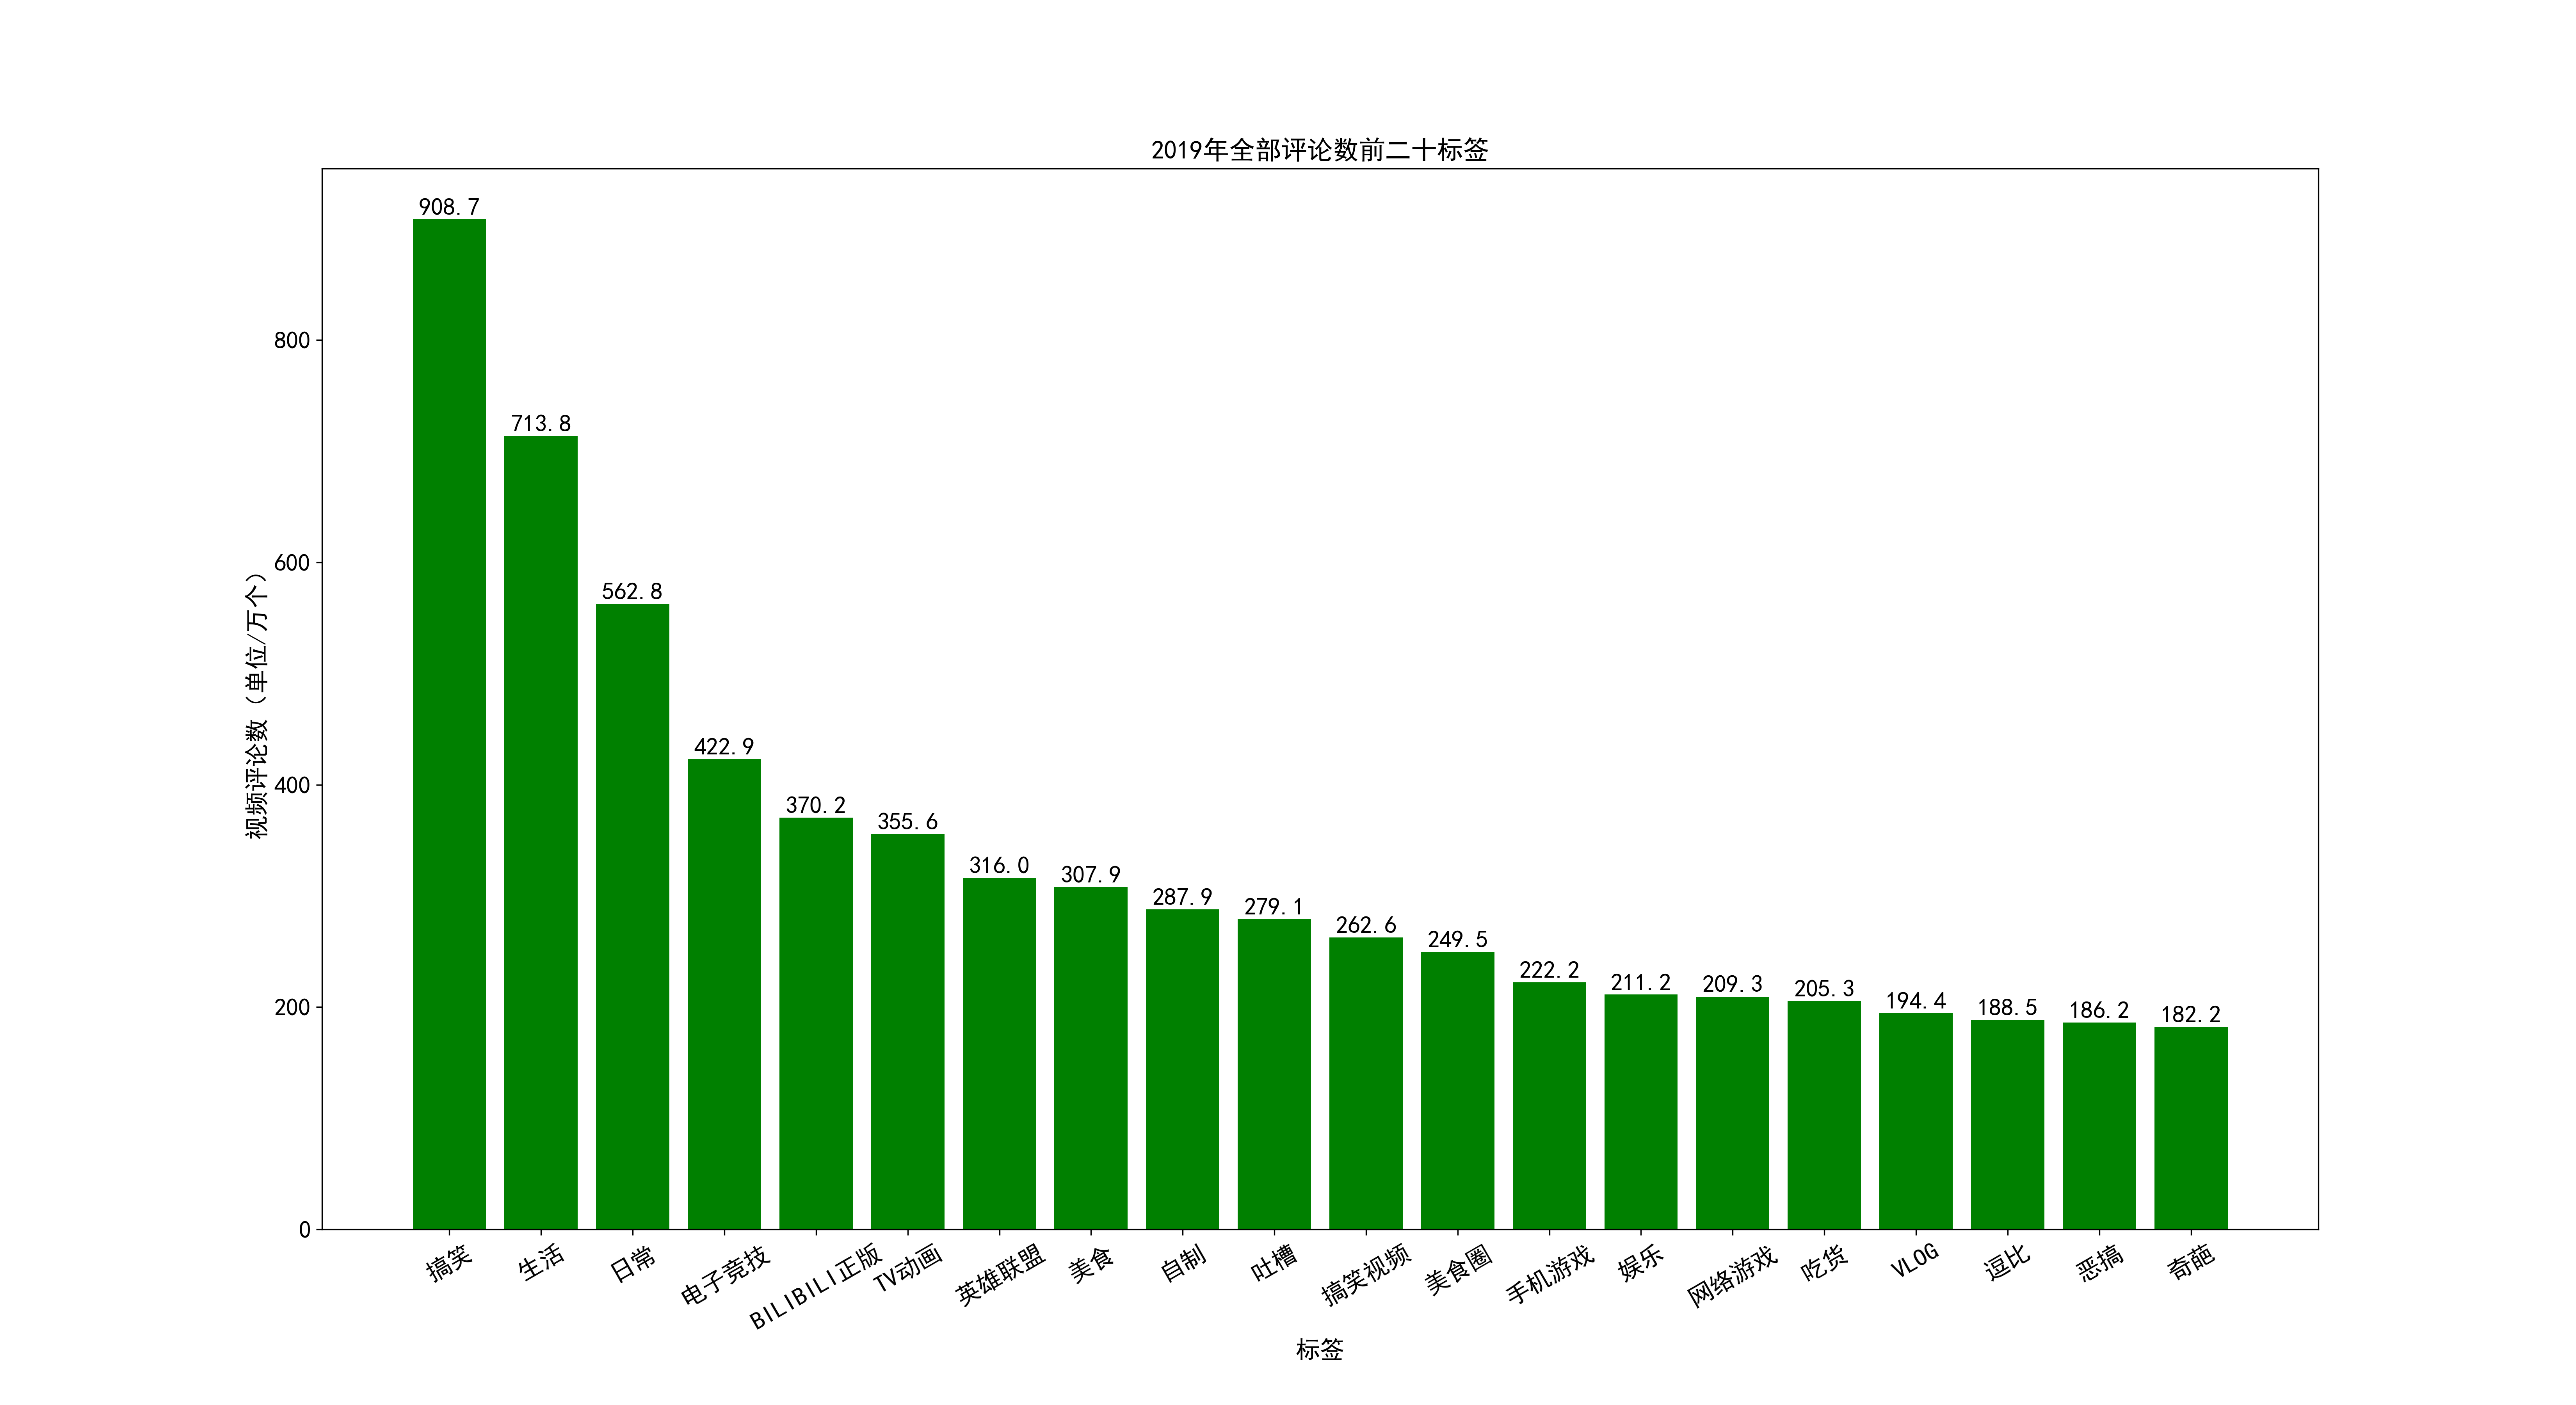 2019年全部评论数前二十标签
视频评论数（单位/万个）
800
600
400
200
0
908.7
713.8
562.8
422.9
370.2
355.6
316.0
307.9
287.9
279.1
262.6
249.5
222.2
211.2
209.3
205.3
194.4
188.5
186.2
182.2
搞笑
生活
日常
电子竞技
BILIBILI正版
TV动画
英雄联盟
美食
自制
吐槽
搞笑视频
美食圈
手机游戏
娱乐
网络游戏
吃货
VLOG
逗比
恶搞
奇葩
标签